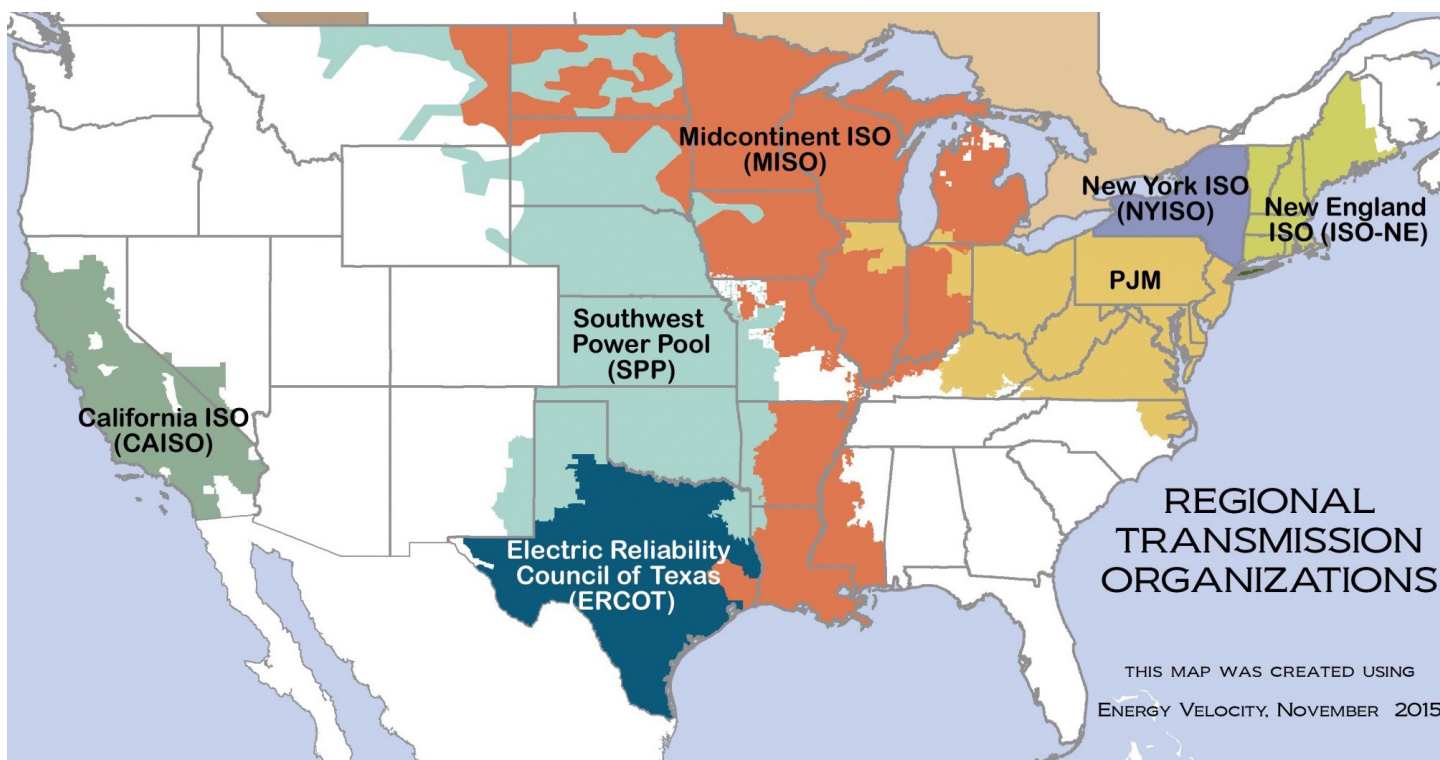 Midcontinent ISO
(MISO)
New York ISO
(NYISO)
New England
ISO (ISO-NE)
PJM
Southwest
Power Pool
(SPP)
California ISO
(CAISO)
Electric Reliability
Council of Texas
(ERCOT)
REGIONAL
TRANSMISSION
ORGANIZATIONS
THIS MAP WAS CREATED USING
ENERGY VELOCITY, NOVEMBER 2015